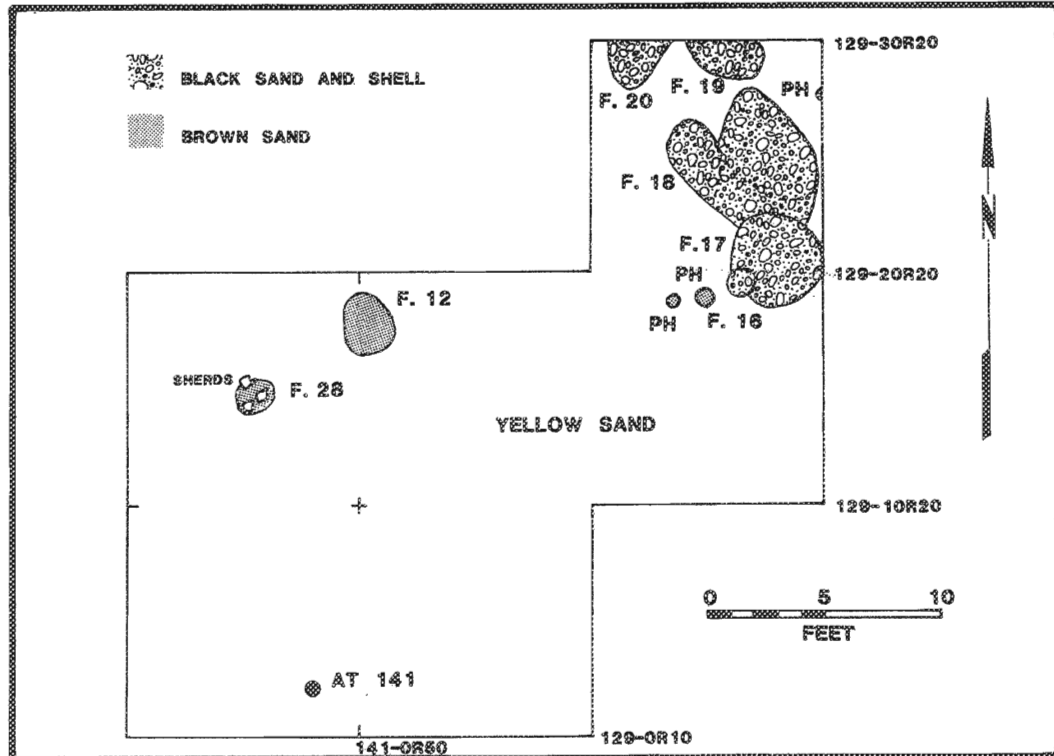 129-30R20
BLACK SAND AND SHELL
F. 20
F. 19
PH
BROWN SAND
F. 18
F.17
129-20R20
PH
PH
F. 16
F. 12
SHERDS
F. 28
YELLOW SAND
129-10R20
N
0 5 10
FEET
AT 141
141-0R50
129-0R10